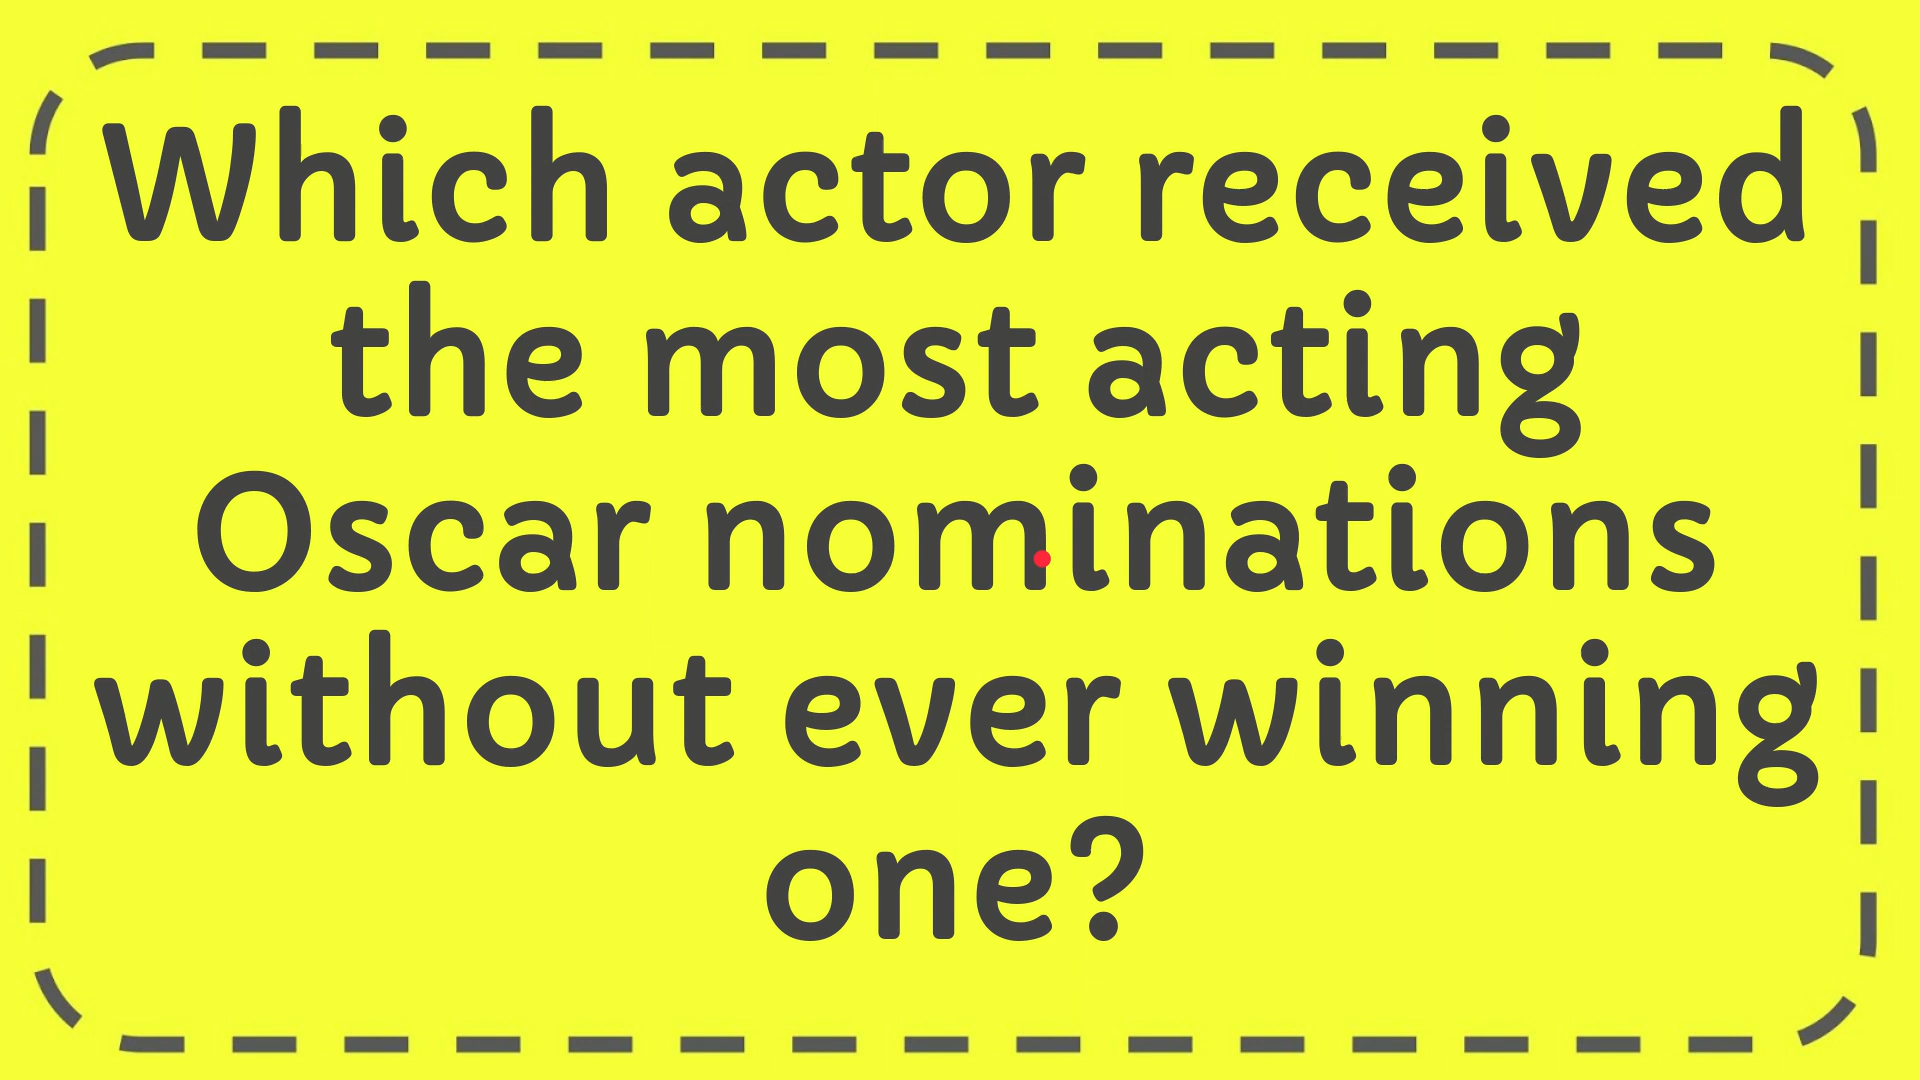 Which actor received
the most acting
Oscar nominations
without ever winning
one?